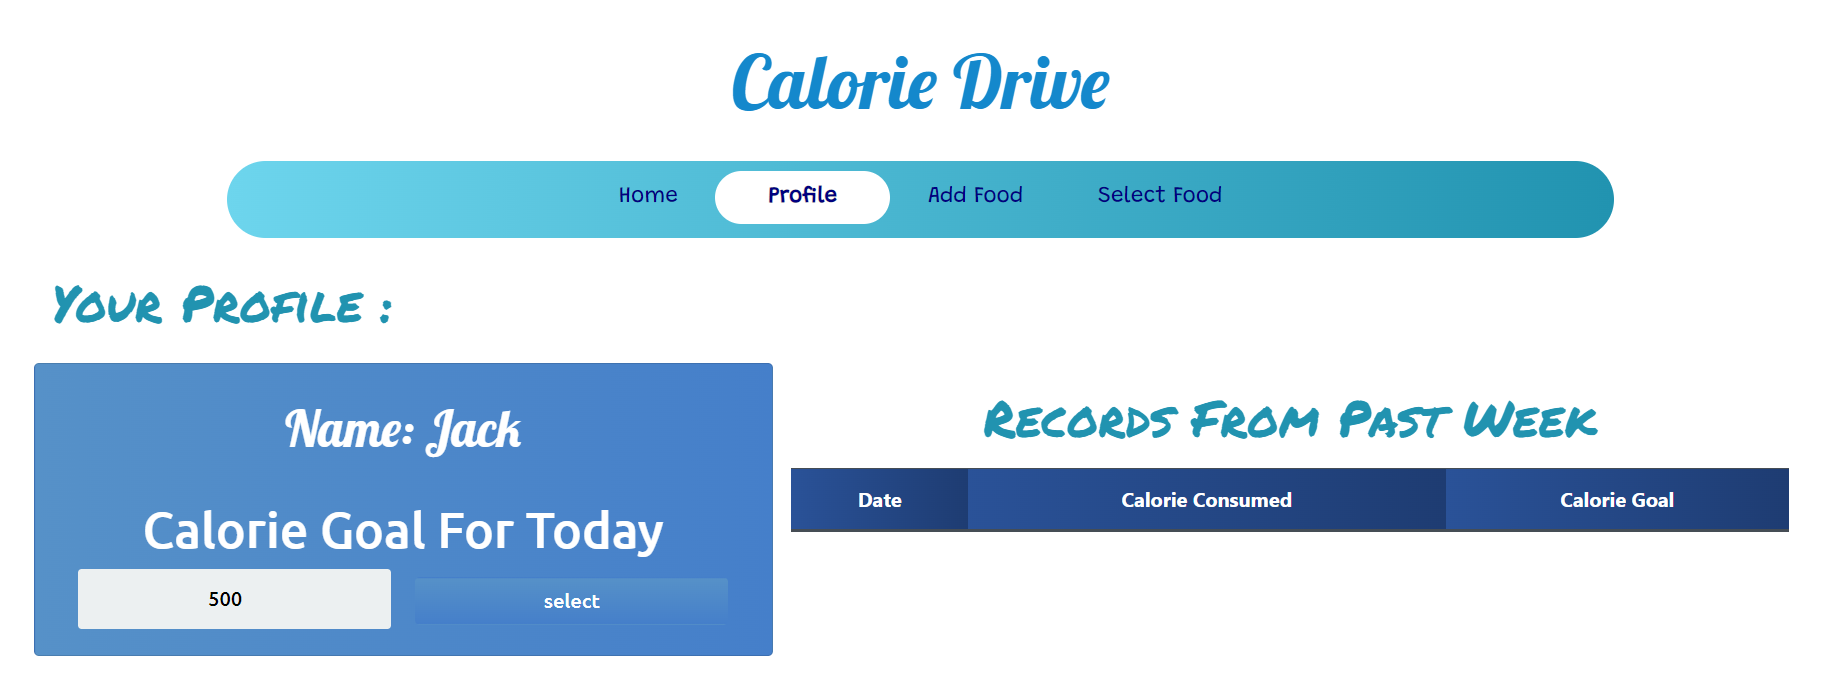 Calorie Drive
Home Profile Add Food Select Food
Your Profile :
Name: Jack
Calorie Goal For Today
500 select
Records From Past Week
Date Calorie Consumed Calorie Goal